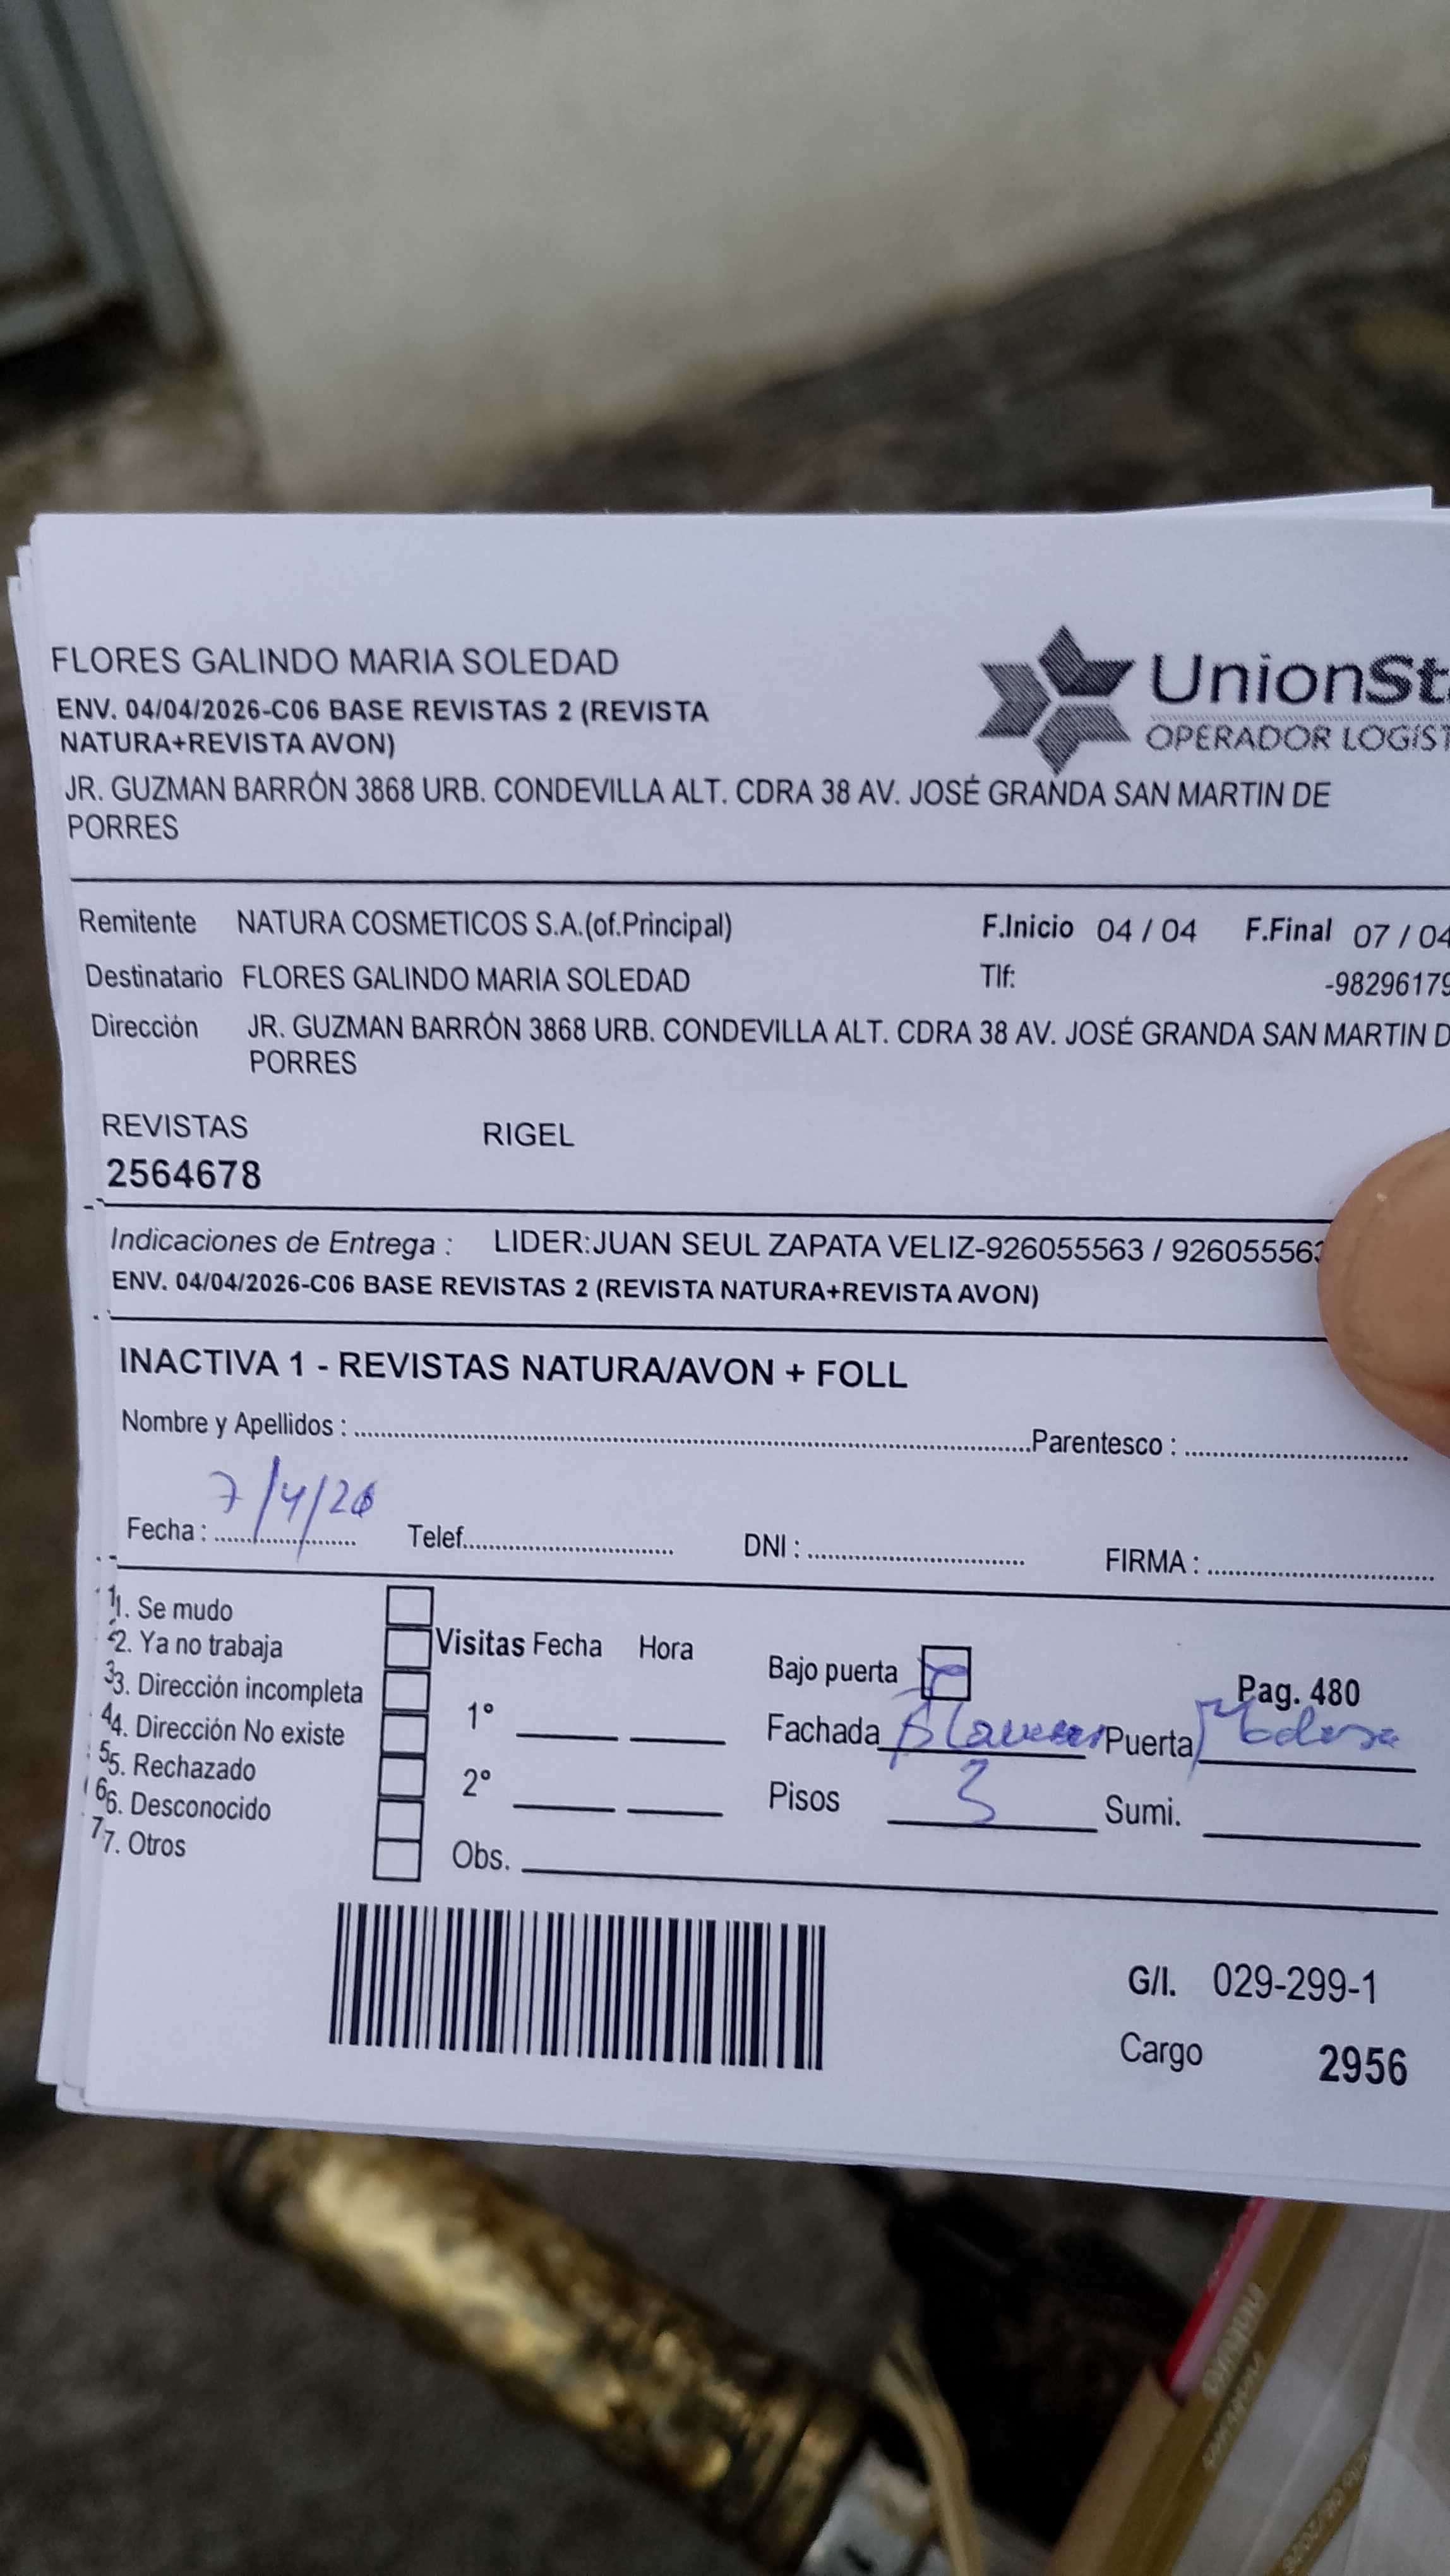 FLORES GALINDO MARIA SOLEDAD
ENV. 04/04/2026-C06 BASE REVISTAS 2 (REVISTA
NATURA+REVISTA AVON)
JR. GUZMAN BARRÓN 3868 URB. CONDEVILLA ALT. CDRA 38 AV. JOSÉ GRANDA SAN MARTIN DE
PORRES
UnionSt
OPERADOR LOGIST
Remitente NATURA COSMETICOS S.A.(of.Principal) F.Inicio 04 / 04 F.Final 07 / 04
Destinatario FLORES GALINDO MARIA SOLEDAD Tlf: -98296179
Dirección JR. GUZMAN BARRÓN 3868 URB. CONDEVILLA ALT. CDRA 38 AV. JOSÉ GRANDA SAN MARTIN D
PORRES
REVISTAS RIGEL
2564678
Indicaciones de Entrega : LIDER:JUAN SEUL ZAPATA VELIZ-926055563 / 926055563
ENV. 04/04/2026-C06 BASE REVISTAS 2 (REVISTA NATURA+REVISTA AVON)
INACTIVA 1 - REVISTAS NATURA/AVON + FOLL
Nombre y Apellidos : Parentesco :
Fecha : 7/4/26 Telef. DNI : FIRMA :
1. Se mudo
2. Ya no trabaja
3. Dirección incompleta
4. Dirección No existe
5. Rechazado
6. Desconocido
7. Otros
Visitas Fecha Hora
1°
2°
Obs.
Bajo puerta Pag. 480
Fachada Puerta
Pisos 3 Sumi.
G/I. 029-299-1
Cargo 2956